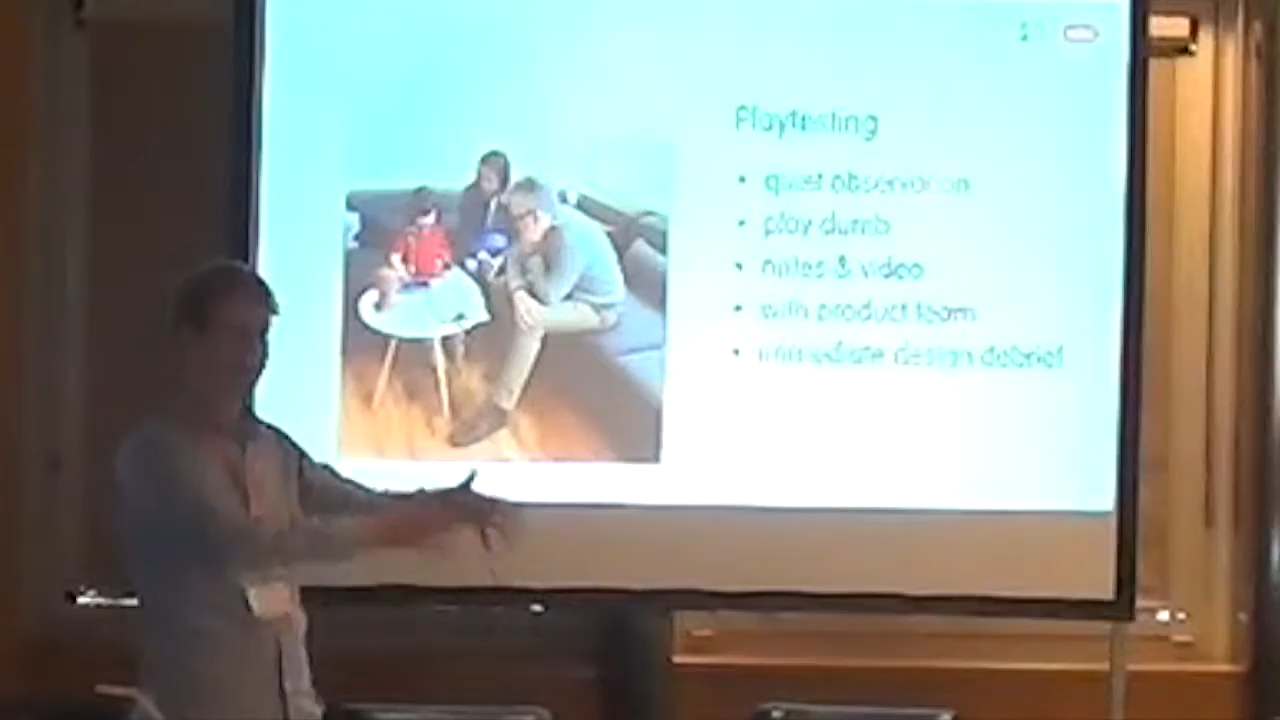 Playtesting
• quiet observation
• play dumb
• notes & video
• with product team
• immediate design debrief